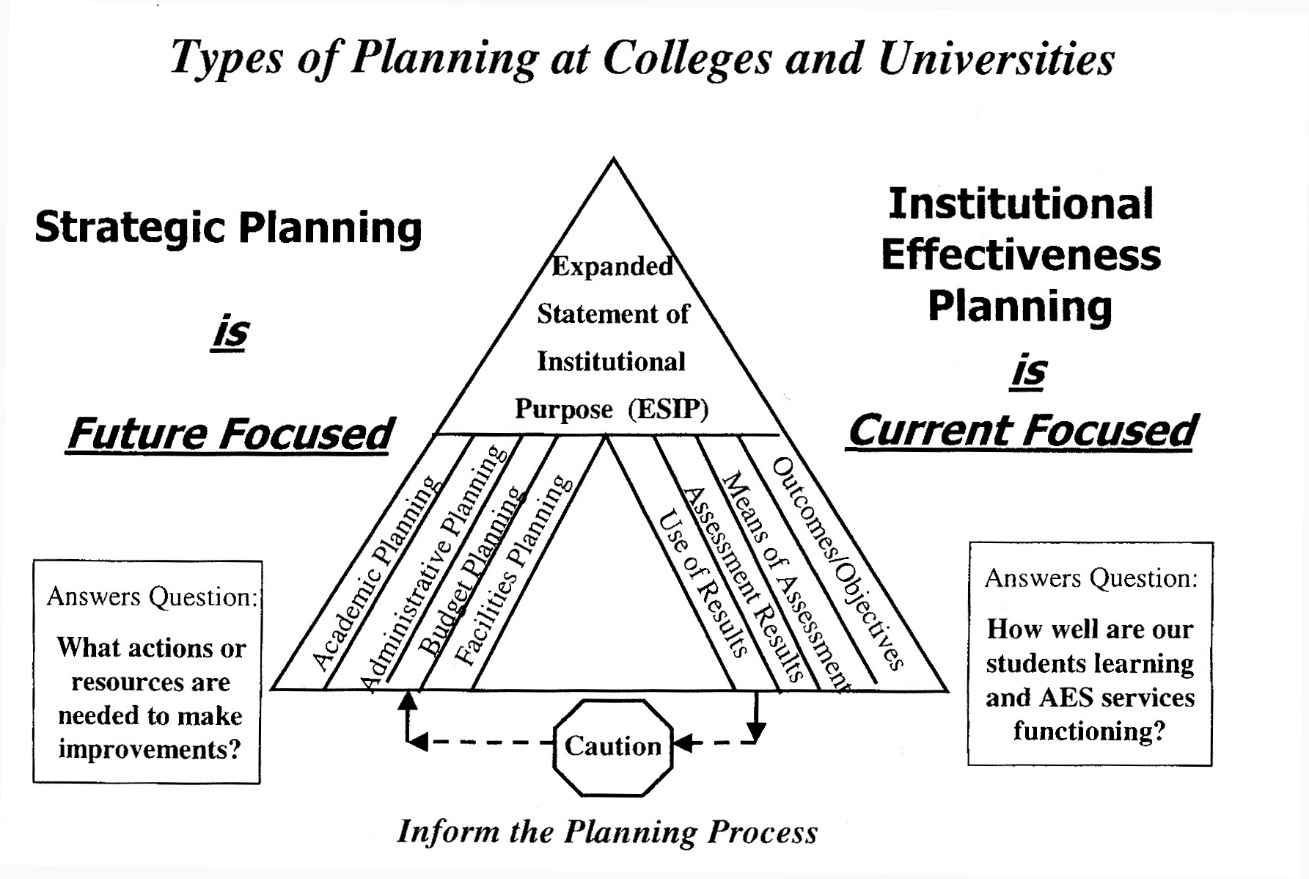 Types of Planning at Colleges and Universities
Strategic Planning
is
Future Focused
Institutional
Effectiveness
Planning
is
Current Focused
Expanded
Statement of
Institutional
Purpose (ESIP)
Academic Planning
Administrative Planning
Budget Planning
Facilities Planning
Use of Results
Assessment Results
Means of Assessment
Outcomes/Objectives
Answers Question:
What actions or
resources are
needed to make
improvements?
Answers Question:
How well are our
students learning
and AES services
functioning?
Caution
Inform the Planning Process